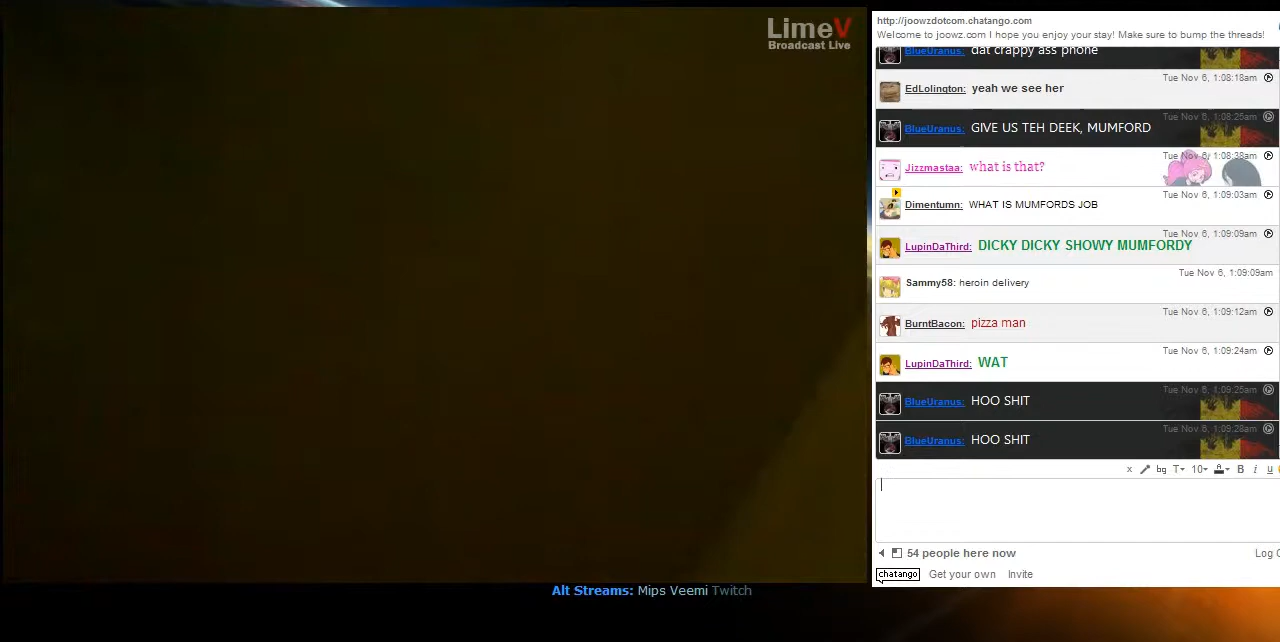 LimeV
Broadcast Live
http://joowzdotcom.chatango.com
Welcome to joowz.com I hope you enjoy your stay! Make sure to bump the threads!
BlueUranus: dat crappy ass phone
Tue Nov 6, 1:08:18am
EdLolington: yeah we see her
Tue Nov 6, 1:08:26am
BlueUranus: GIVE US TEH DEEK, MUMFORD
Tue Nov 6, 1:08:38am
Jizzmastaa: what is that?
Tue Nov 6, 1:09:03am
Dimentumn: WHAT IS MUMFORDS JOB
Tue Nov 6, 1:09:09am
LupinDaThird: DICKY DICKY SHOWY MUMFORDY
Tue Nov 6, 1:09:09am
Sammy58: heroin delivery
Tue Nov 6, 1:09:12am
BurntBacon: pizza man
Tue Nov 6, 1:09:24am
LupinDaThird: WAT
Tue Nov 6, 1:09:25am
BlueUranus: HOO SHIT
Tue Nov 6, 1:09:28am
BlueUranus: HOO SHIT
x bg T 10 A B i u
54 people here now
Log
chatango Get your own Invite
Alt Streams: Mips Veemi Twitch